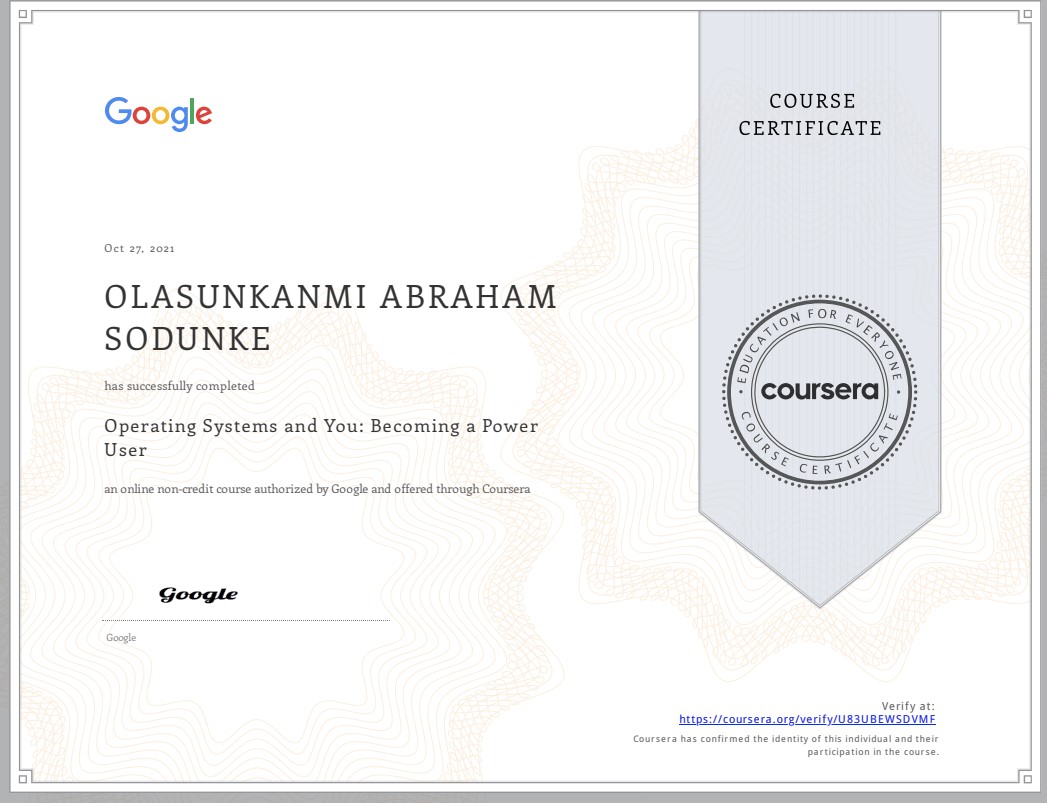 Google
COURSE
CERTIFICATE
Oct 27, 2021
OLASUNKANMI ABRAHAM
SODUNKE
has successfully completed
Operating Systems and You: Becoming a Power
User
an online non-credit course authorized by Google and offered through Coursera
EDUCATION FOR EVERYONE
coursera
COURSE CERTIFICATE
Google
Google
Verify at:
https://coursera.org/verify/U83UBEWSDVMF
Coursera has confirmed the identity of this individual and their
participation in the course.